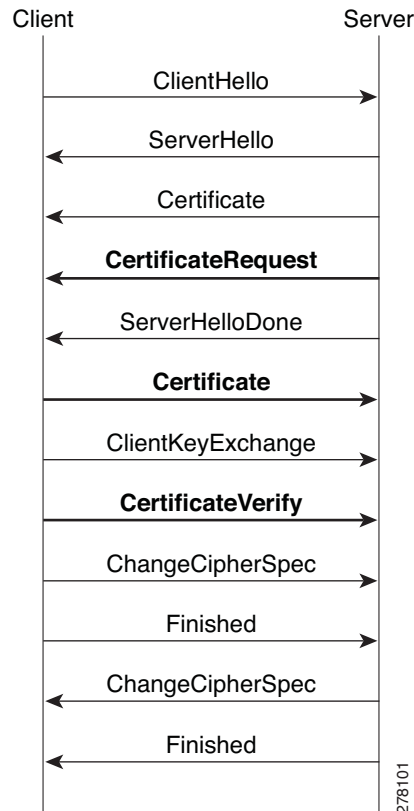 Client Server
ClientHello
ServerHello
Certificate
CertificateRequest
ServerHelloDone
Certificate
ClientKeyExchange
CertificateVerify
ChangeCipherSpec
Finished
ChangeCipherSpec
Finished
278101